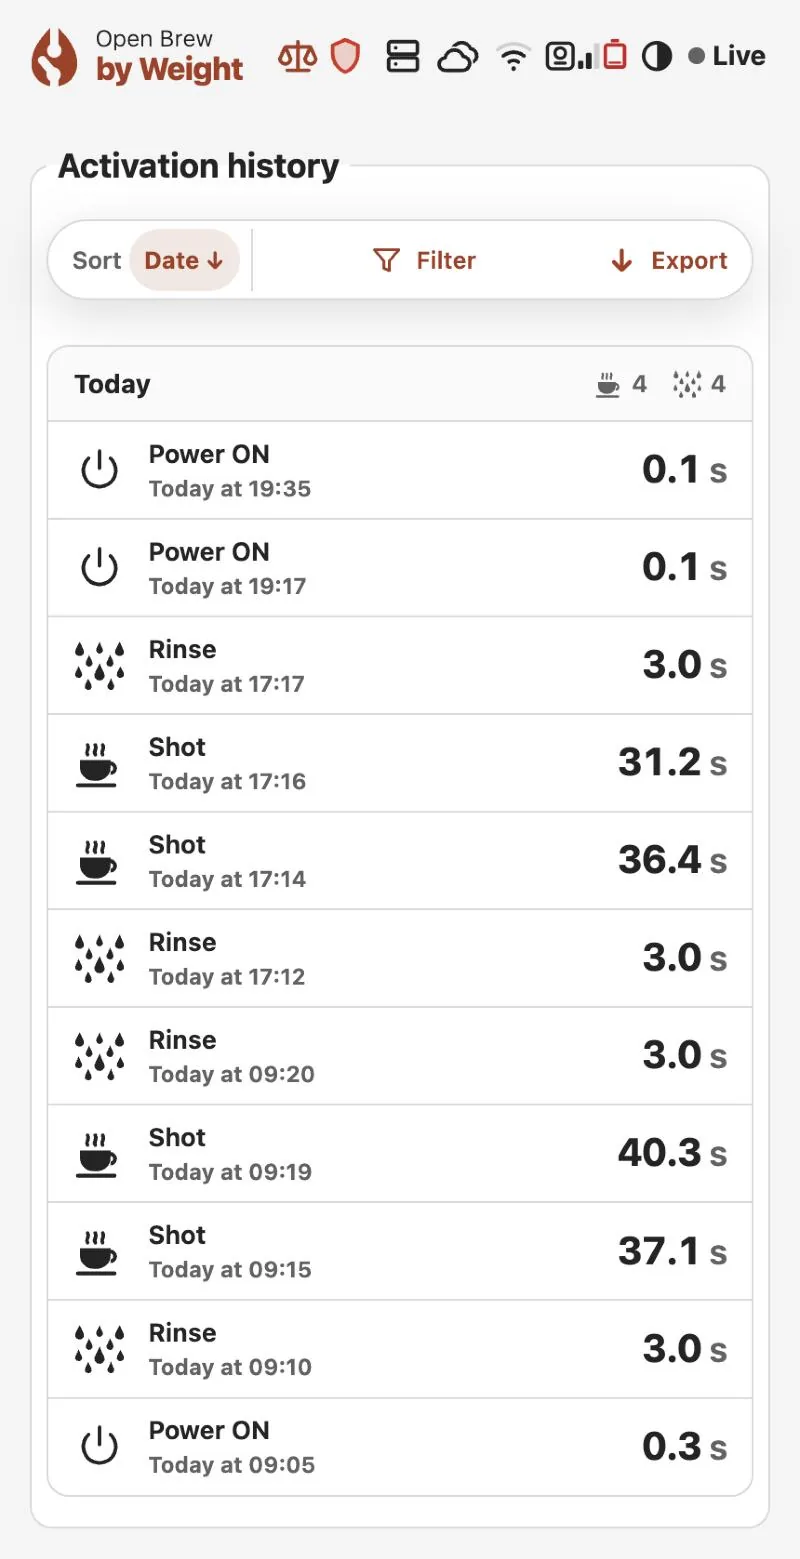 Open Brew
by Weight
Live
Activation history
Sort Date ↓ Filter ↓ Export
Today 4 4
Power ON
Today at 19:35
0.1 s
Power ON
Today at 19:17
0.1 s
Rinse
Today at 17:17
3.0 s
Shot
Today at 17:16
31.2 s
Shot
Today at 17:14
36.4 s
Rinse
Today at 17:12
3.0 s
Rinse
Today at 09:20
3.0 s
Shot
Today at 09:19
40.3 s
Shot
Today at 09:15
37.1 s
Rinse
Today at 09:10
3.0 s
Power ON
Today at 09:05
0.3 s